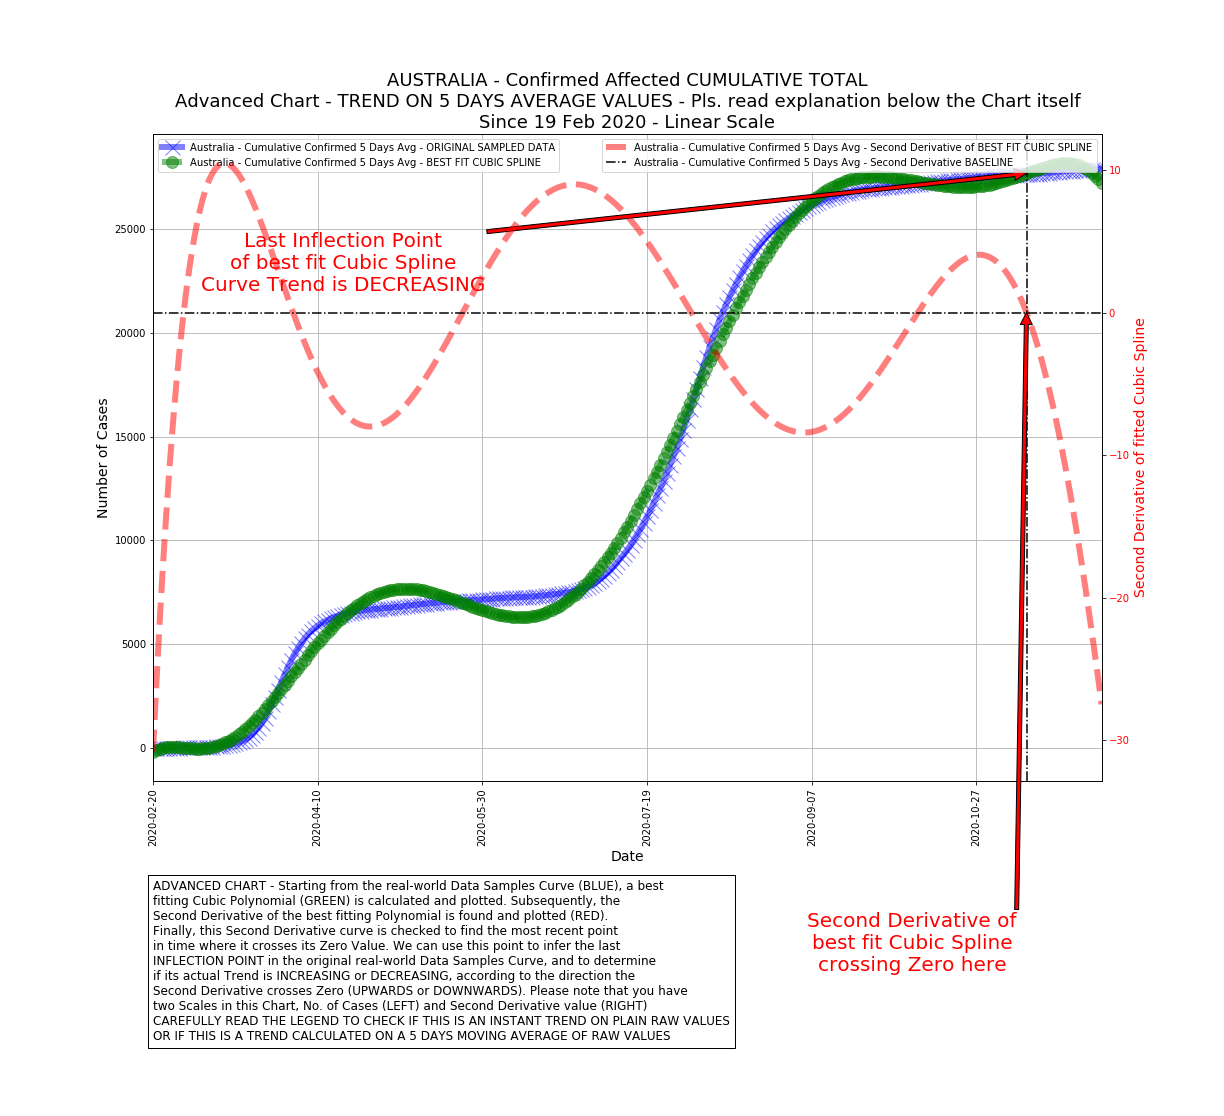 AUSTRALIA - Confirmed Affected CUMULATIVE TOTAL
Advanced Chart - TREND ON 5 DAYS AVERAGE VALUES - Pls. read explanation below the Chart itself
Since 19 Feb 2020 - Linear Scale
Australia - Cumulative Confirmed 5 Days Avg - ORIGINAL SAMPLED DATA
Australia - Cumulative Confirmed 5 Days Avg - BEST FIT CUBIC SPLINE
Australia - Cumulative Confirmed 5 Days Avg - Second Derivative of BEST FIT CUBIC SPLINE
Australia - Cumulative Confirmed 5 Days Avg - Second Derivative BASELINE
Last Inflection Point
of best fit Cubic Spline
Curve Trend is DECREASING
Number of Cases
25000
20000
15000
10000
5000
0
10
0
−10
−20
−30
Second Derivative of fitted Cubic Spline
2020-02-20
2020-04-10
2020-05-30
2020-07-19
2020-09-07
2020-10-27
Date
ADVANCED CHART - Starting from the real-world Data Samples Curve (BLUE), a best
fitting Cubic Polynomial (GREEN) is calculated and plotted. Subsequently, the
Second Derivative of the best fitting Polynomial is found and plotted (RED).
Finally, this Second Derivative curve is checked to find the most recent point
in time where it crosses its Zero Value. We can use this point to infer the last
INFLECTION POINT in the original real-world Data Samples Curve, and to determine
if its actual Trend is INCREASING or DECREASING, according to the direction the
Second Derivative crosses Zero (UPWARDS or DOWNWARDS). Please note that you have
two Scales in this Chart, No. of Cases (LEFT) and Second Derivative value (RIGHT)
CAREFULLY READ THE LEGEND TO CHECK IF THIS IS AN INSTANT TREND ON PLAIN RAW VALUES
OR IF THIS IS A TREND CALCULATED ON A 5 DAYS MOVING AVERAGE OF RAW VALUES
Second Derivative of
best fit Cubic Spline
crossing Zero here